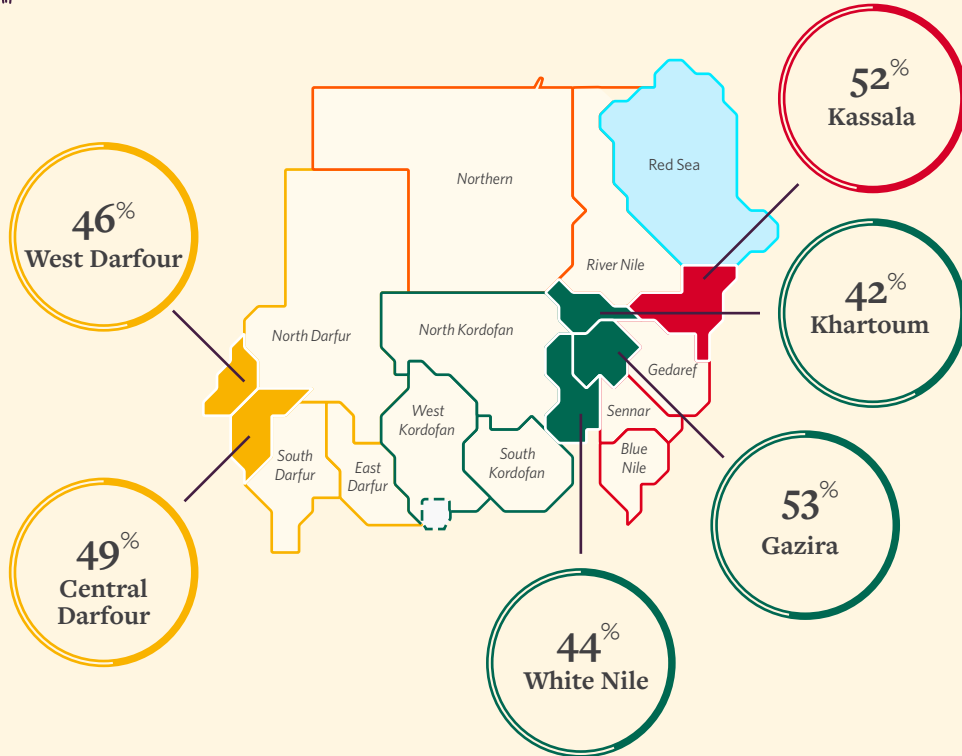 52%
Kassala
46%
West Darfour
42%
Khartoum
49%
Central
Darfour
53%
Gazira
44%
White Nile
Northern
Red Sea
River Nile
North Darfur
North Kordofan
Gedaref
West
Kordofan
Sennar
South
Darfur
East
Darfur
South
Kordofan
Blue
Nile